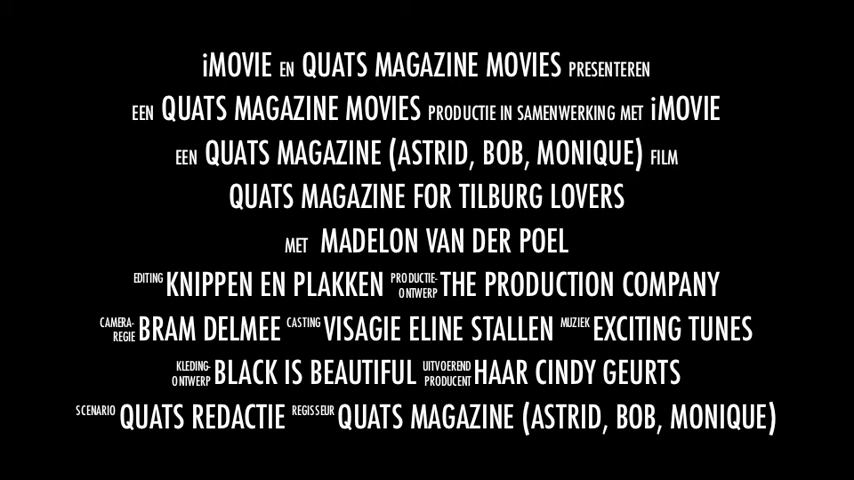 iMOVIE EN QUATS MAGAZINE MOVIES PRESENTEREN
EEN QUATS MAGAZINE MOVIES PRODUCTIE IN SAMENWERKING MET iMOVIE
EEN QUATS MAGAZINE (ASTRID, BOB, MONIQUE) FILM
QUATS MAGAZINE FOR TILBURG LOVERS
MET MADELON VAN DER POEL
EDITING KNIPPEN EN PLAKKEN PRODUCTIE-ONTWERP THE PRODUCTION COMPANY
CAMERA-REGIE BRAM DELMEE CASTING VISAGIE ELINE STALLEN MUZIEK EXCITING TUNES
KLEDING-ONTWERP BLACK IS BEAUTIFUL UITVOEREND PRODUCENT HAAR CINDY GEURTS
SCENARIO QUATS REDACTIE REGISSEUR QUATS MAGAZINE (ASTRID, BOB, MONIQUE)